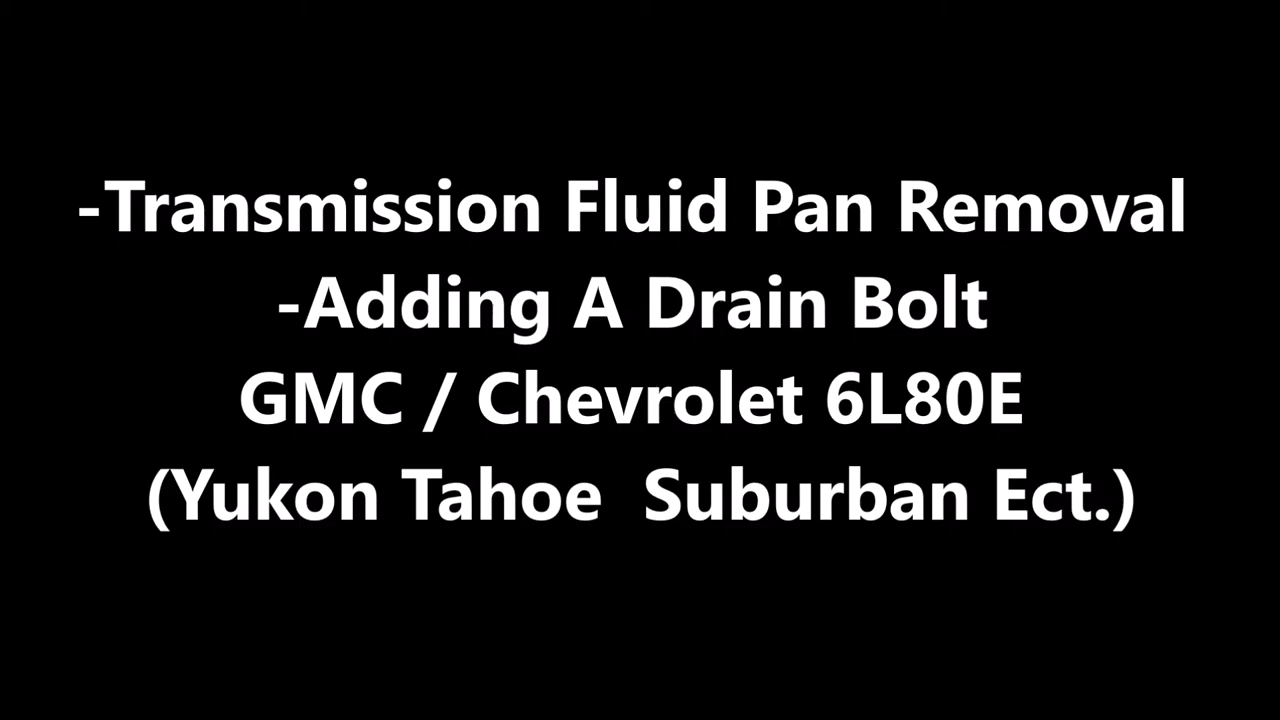 -Transmission Fluid Pan Removal
-Adding A Drain Bolt
GMC / Chevrolet 6L80E
(Yukon Tahoe  Suburban Ect.)